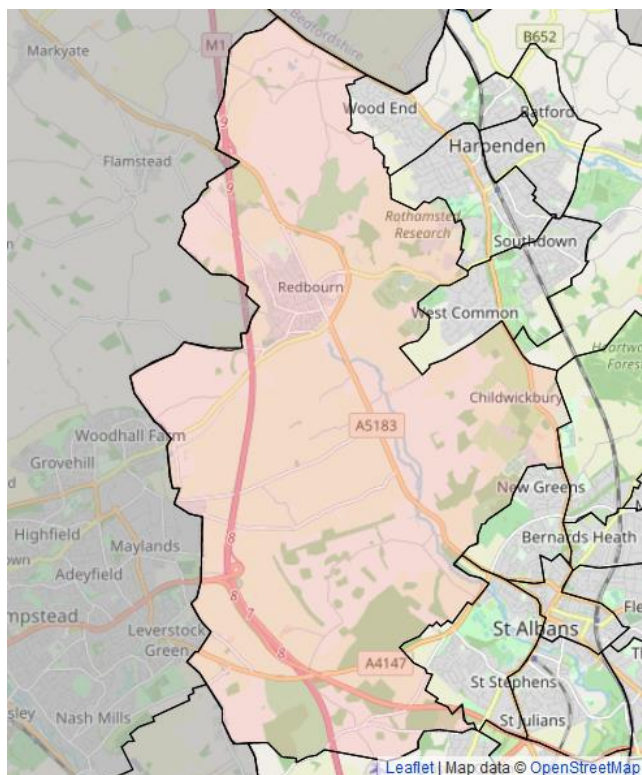 Markyate
M1
Bedfordshire
B652
Wood End
Batford
9
Harpenden
Flamstead
9
Rothamsted
Research
Southdown
Redbourn
West Common
Childwickbury
A5183
Woodhall Farm
Grovehill
New Greens
Highfield
Maylands
8
Bernards Heath
Adeyfield
8
7
mpstead
Leverstock
Green
8
St Albans
A4147
St Stephens
Nash Mills
St Julians
Leaflet | Map data © OpenStreetMap